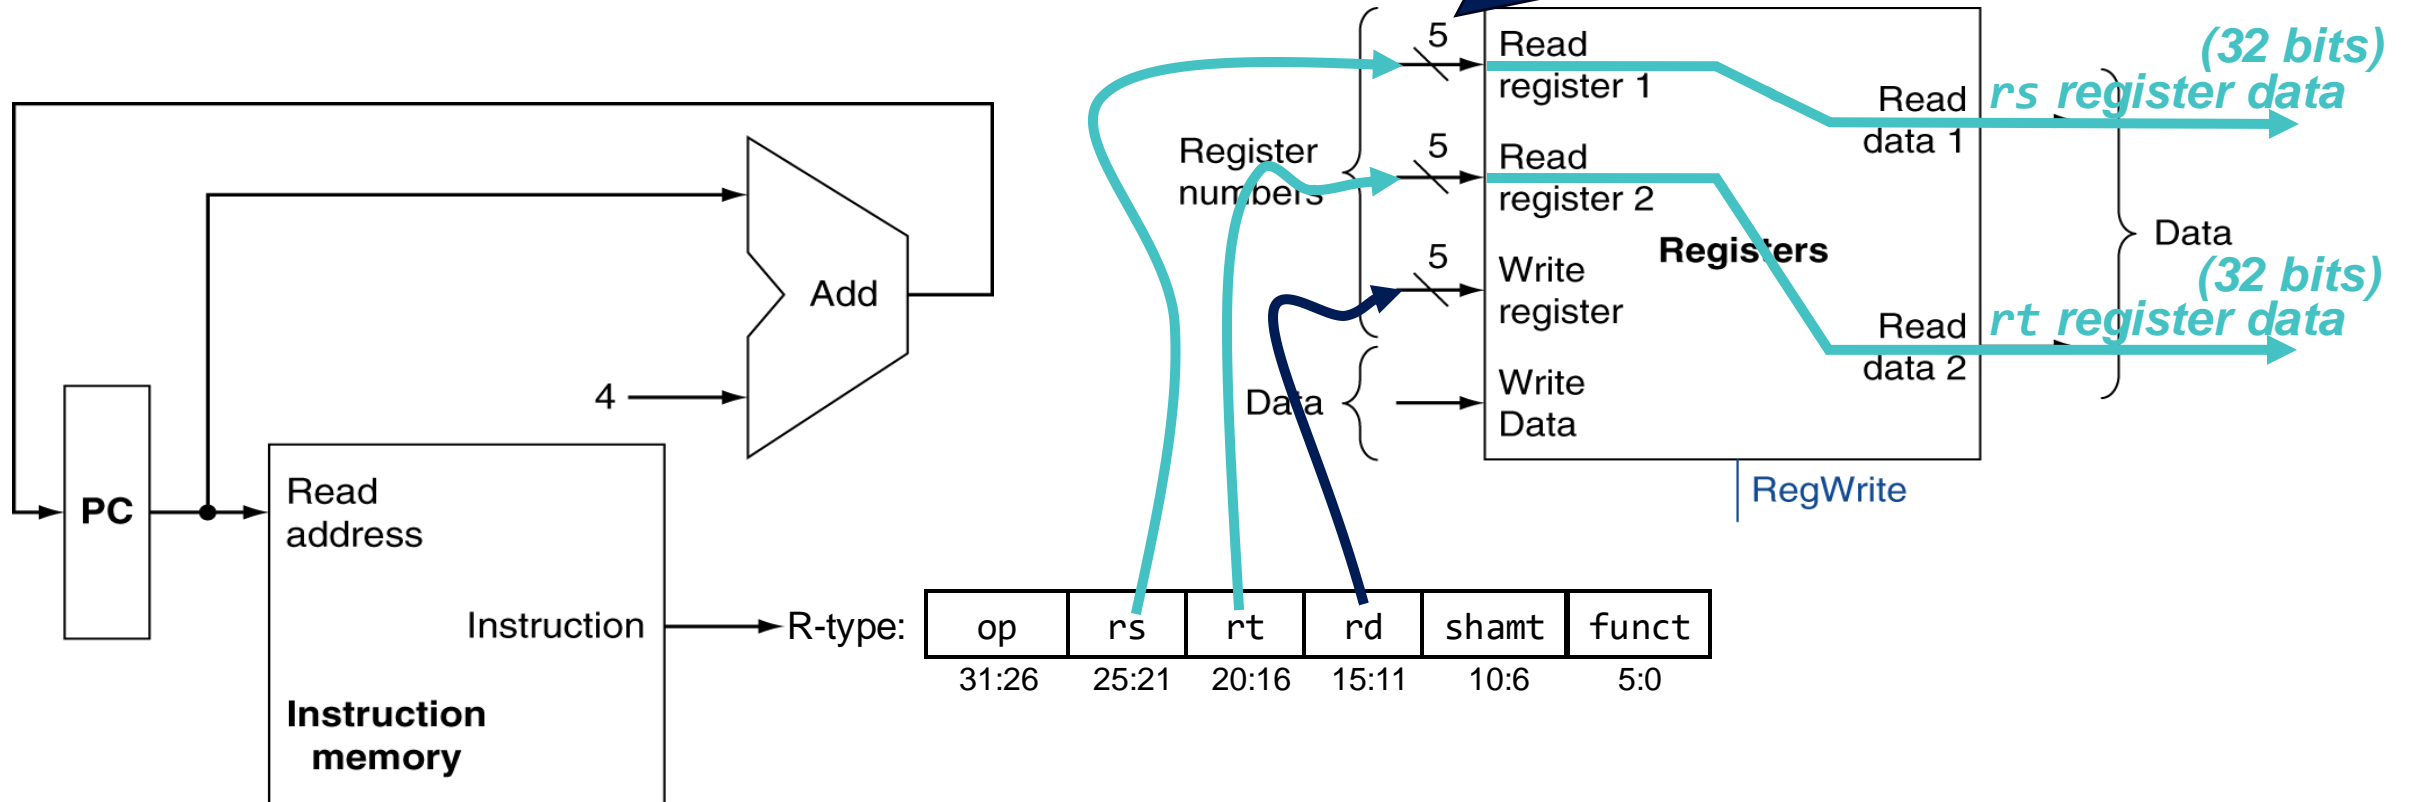 Add
4
PC
Read
address
Instruction
Instruction
memory
R-type:
op rs rt rd shamt funct
31:26 25:21 20:16 15:11 10:6 5:0
Register
numbers
Data
5
5
5
Read
register 1
Read
register 2
Registers
Write
register
Write
Data
Read
data 1
Read
data 2
RegWrite
(32 bits)
rs register data
Data
(32 bits)
rt register data